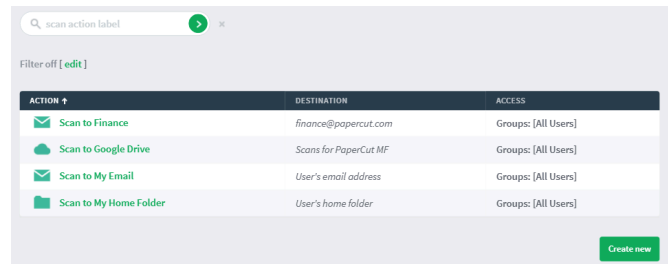 scan action label
Filter off [ edit ]
ACTION ↑ DESTINATION ACCESS
Scan to Finance finance@papercut.com Groups: [All Users]
Scan to Google Drive Scans for PaperCut MF Groups: [All Users]
Scan to My Email User's email address Groups: [All Users]
Scan to My Home Folder User's home folder Groups: [All Users]
Create new